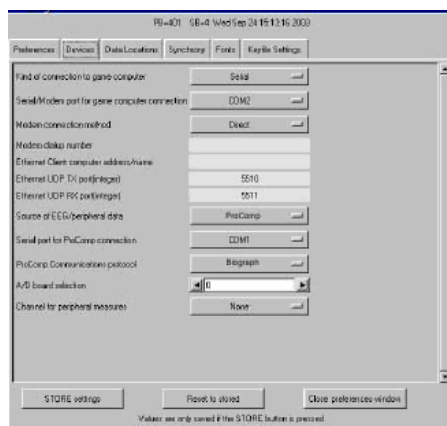 PB=401 SB=4 Wed Sep 24 15:13:16 2003
Preferences Devices Data Locations Synchrony Fonts Keyfile Settings
Kind of connection to game computer Serial
Serial/Modem port for game computer connection COM2
Modem connection method Direct
Modem dialup number
Ethernet Client computer address/name
Ethernet UDP TX port(integer) 5510
Ethernet UDP RX port(integer) 5511
Source of EEG/peripheral data ProComp
Serial port for ProComp connection COM1
ProComp Communications protocol Biograph
A/D board selection 0
Channel for peripheral measures None
STORE settings Reset to stored Close preferences window
Values are only saved if the STORE button is pressed